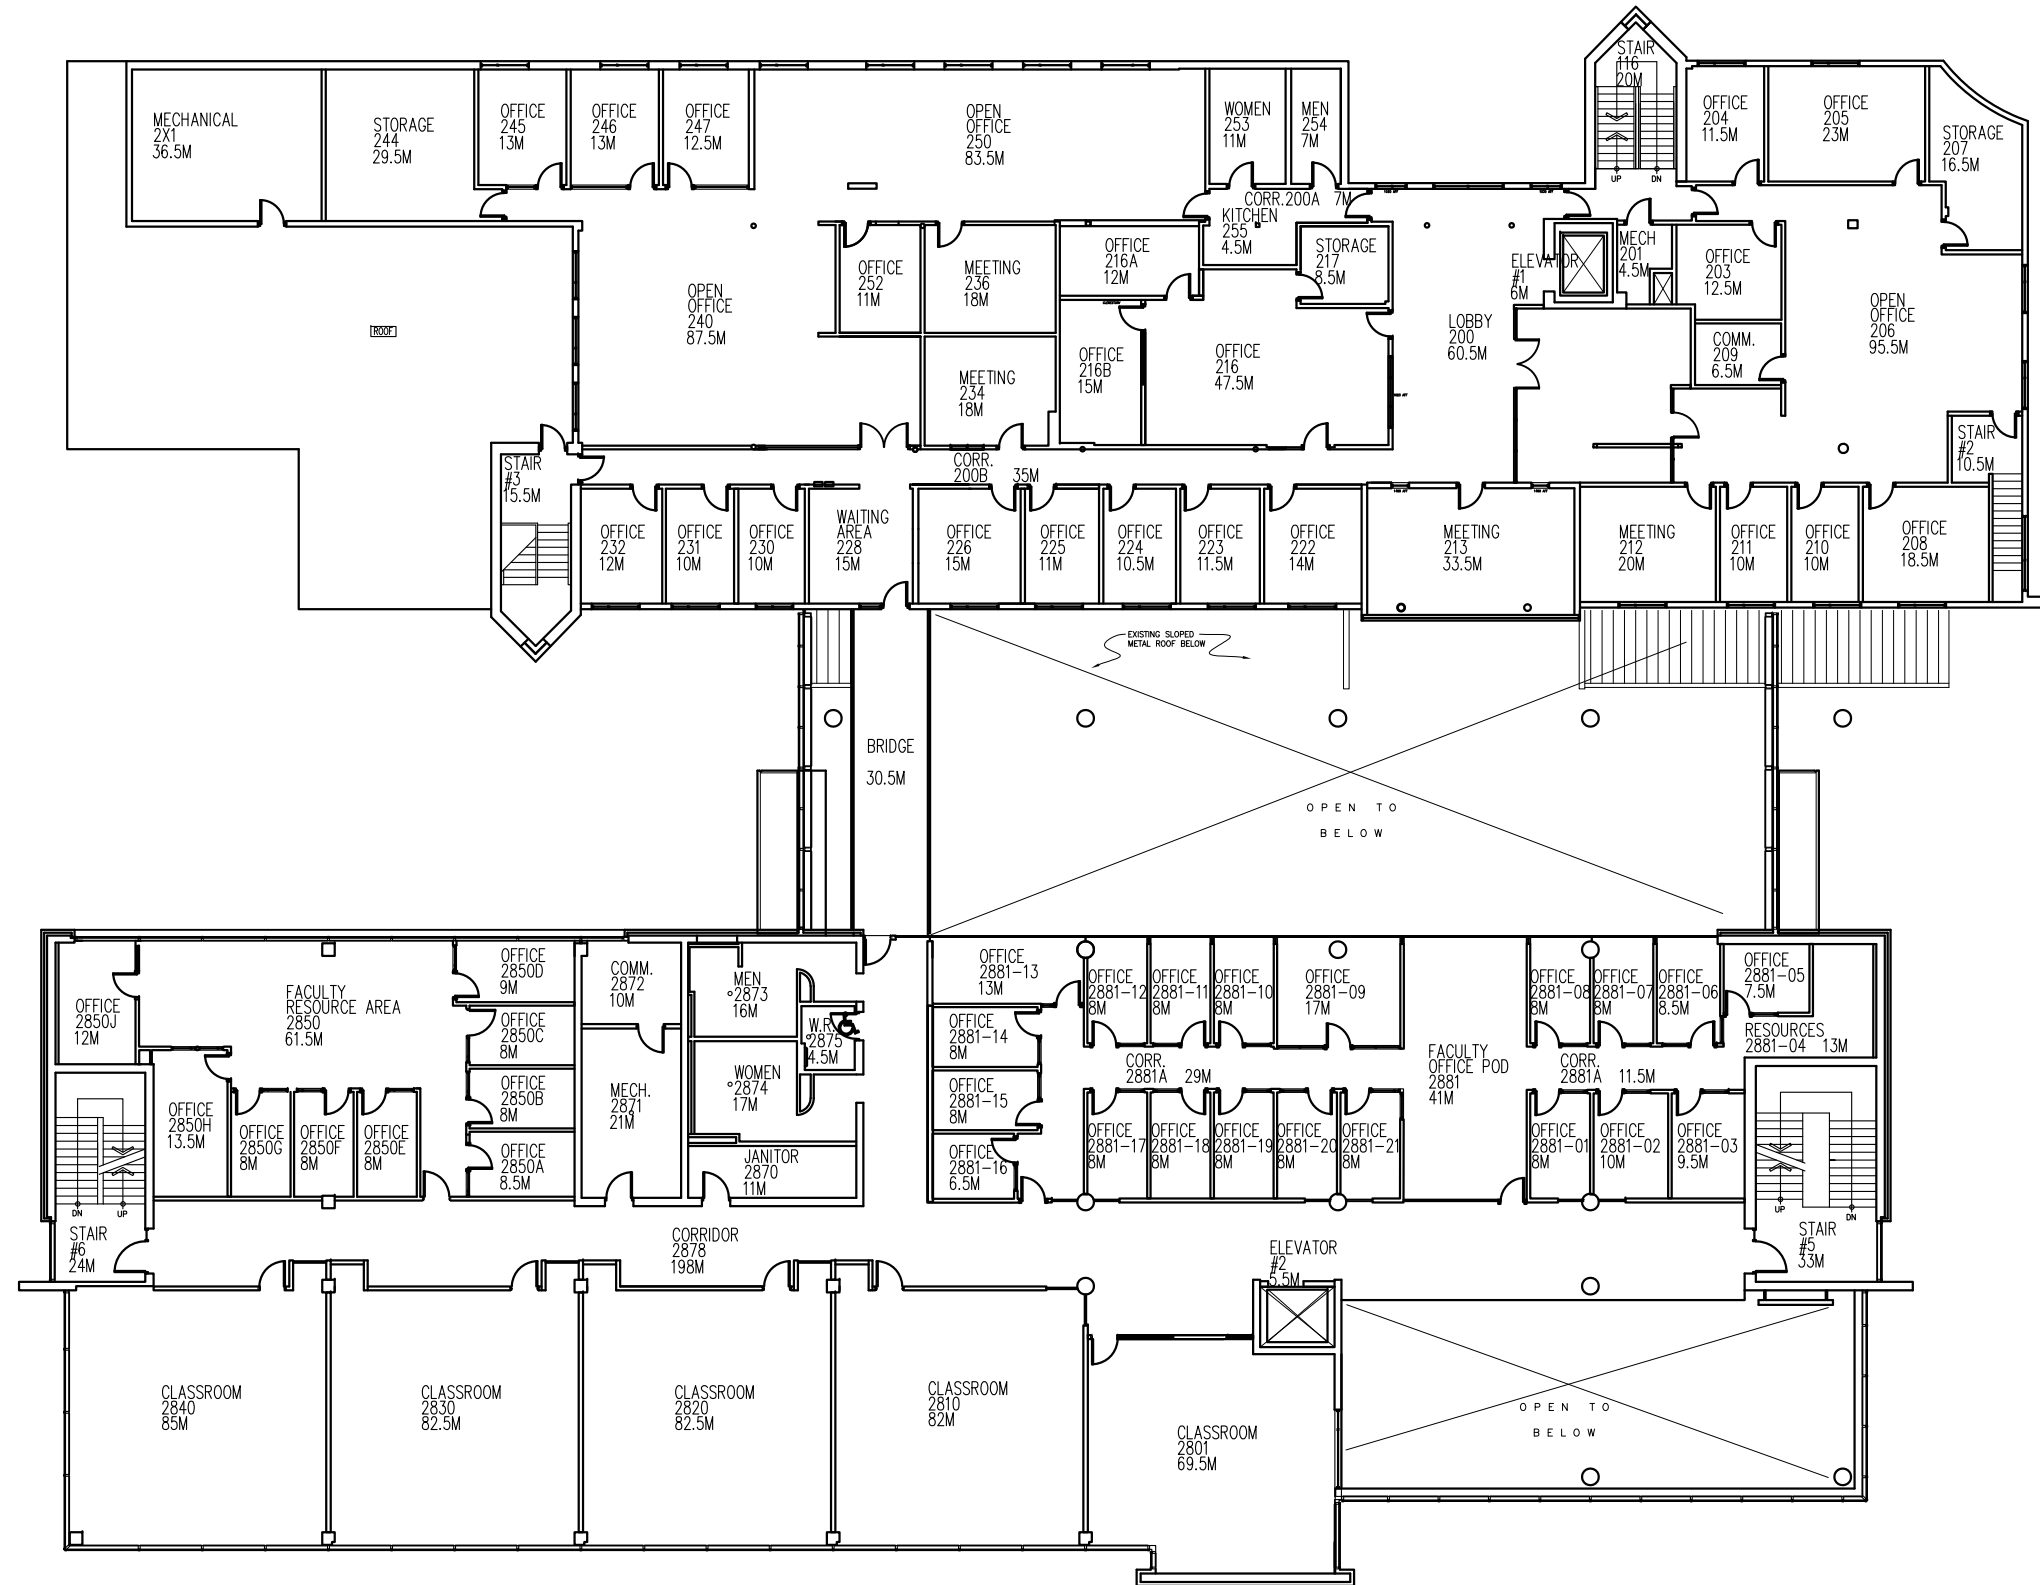 STAIR
116
20M
UP
DN
MECHANICAL
2X1
36.5M
STORAGE
244
29.5M
OFFICE
245
13M
OFFICE
246
13M
OFFICE
247
12.5M
OPEN
OFFICE
250
83.5M
WOMEN
253
11M
MEN
254
7M
OFFICE
204
11.5M
OFFICE
205
23M
STORAGE
207
16.5M
CORR.200A 7M
KITCHEN
255
4.5M
STORAGE
217
8.5M
OFFICE
216A
12M
OFFICE
252
11M
MEETING
236
18M
OPEN
OFFICE
240
87.5M
ROOF
ELEVATOR
#1
6M
MECH
201
4.5M
OFFICE
203
12.5M
OPEN
OFFICE
206
95.5M
LOBBY
200
60.5M
COMM.
209
6.5M
OFFICE
216
47.5M
OFFICE
216B
15M
MEETING
234
18M
STAIR
#2
10.5M
STAIR
#3
15.5M
CORR.
200B 35M
OFFICE
232
12M
OFFICE
231
10M
OFFICE
230
10M
WAITING
AREA
228
15M
OFFICE
226
15M
OFFICE
225
11M
OFFICE
224
10.5M
OFFICE
223
11.5M
OFFICE
222
14M
MEETING
213
33.5M
MEETING
212
20M
OFFICE
211
10M
OFFICE
210
10M
OFFICE
208
18.5M
EXISTING SLOPED
METAL ROOF BELOW
BRIDGE
30.5M
OPEN TO
BELOW
OFFICE
2850J
12M
FACULTY
RESOURCE AREA
2850
61.5M
OFFICE
2850D
9M
OFFICE
2850C
8M
OFFICE
2850B
8M
OFFICE
2850A
8.5M
COMM.
2872
10M
MEN
2873
16M
W.R.
2875
4.5M
WOMEN
2874
17M
MECH.
2871
21M
JANITOR
2870
11M
OFFICE
2850H
13.5M
OFFICE
2850G
8M
OFFICE
2850F
8M
OFFICE
2850E
8M
OFFICE
2881-13
13M
OFFICE
2881-12
8M
OFFICE
2881-11
8M
OFFICE
2881-10
8M
OFFICE
2881-09
17M
OFFICE
2881-08
8M
OFFICE
2881-07
8M
OFFICE
2881-06
8.5M
OFFICE
2881-05
7.5M
RESOURCES
2881-04 13M
OFFICE
2881-14
8M
OFFICE
2881-15
8M
OFFICE
2881-16
6.5M
CORR.
2881A 29M
FACULTY
OFFICE POD
2881
41M
CORR.
2881A 11.5M
OFFICE
2881-17
8M
OFFICE
2881-18
8M
OFFICE
2881-19
8M
OFFICE
2881-20
8M
OFFICE
2881-21
8M
OFFICE
2881-01
8M
OFFICE
2881-02
10M
OFFICE
2881-03
9.5M
DN
UP
STAIR
#6
24M
CORRIDOR
2878
198M
ELEVATOR
#2
5.5M
UP
DN
STAIR
#5
33M
CLASSROOM
2840
85M
CLASSROOM
2830
82.5M
CLASSROOM
2820
82.5M
CLASSROOM
2810
82M
CLASSROOM
2801
69.5M
OPEN TO
BELOW